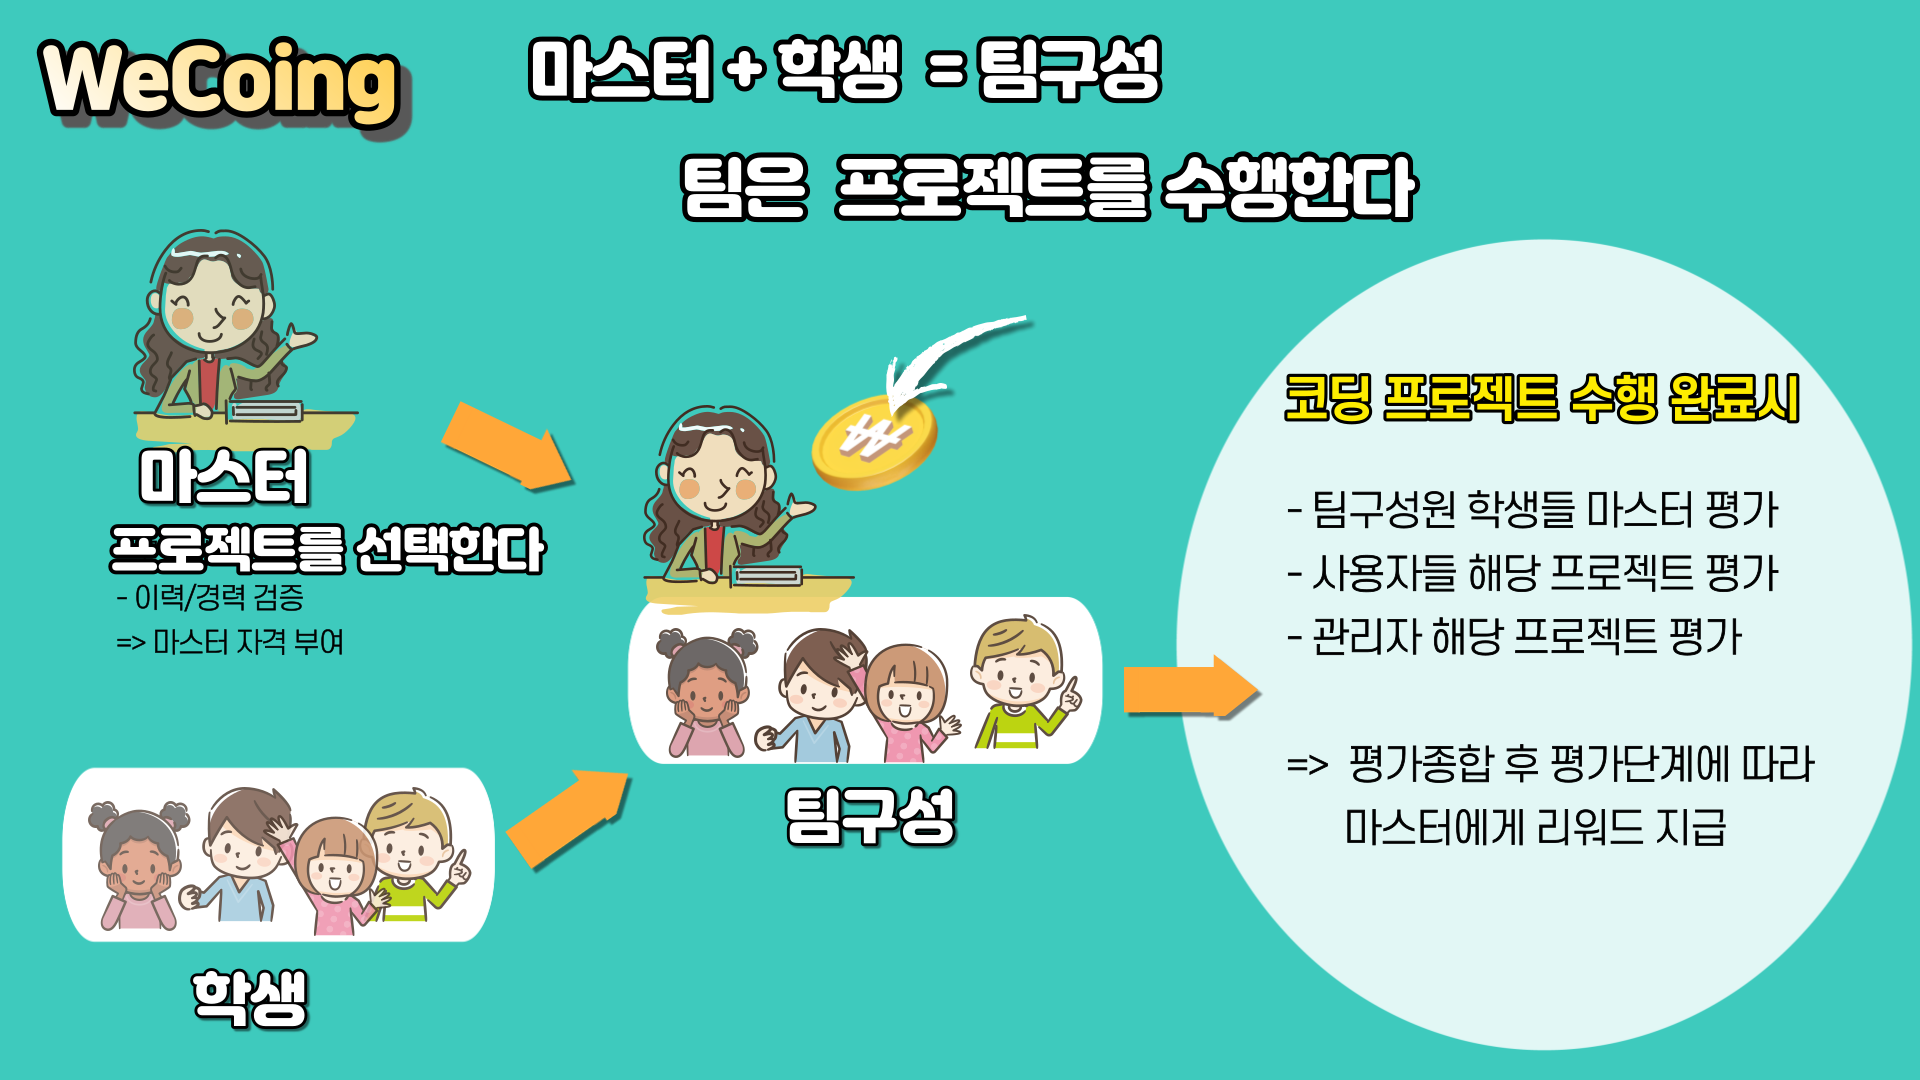 WeCoing
마스터 + 학생 = 팀구성
팀은 프로젝트를 수행한다
마스터
프로젝트를 선택한다
- 이력/경력 검증
=> 마스터 자격 부여
학생
₩
팀구성
코딩 프로젝트 수행 완료시
- 팀구성원 학생들 마스터 평가
- 사용자들 해당 프로젝트 평가
- 관리자 해당 프로젝트 평가
=> 평가종합 후 평가단계에 따라
마스터에게 리워드 지급